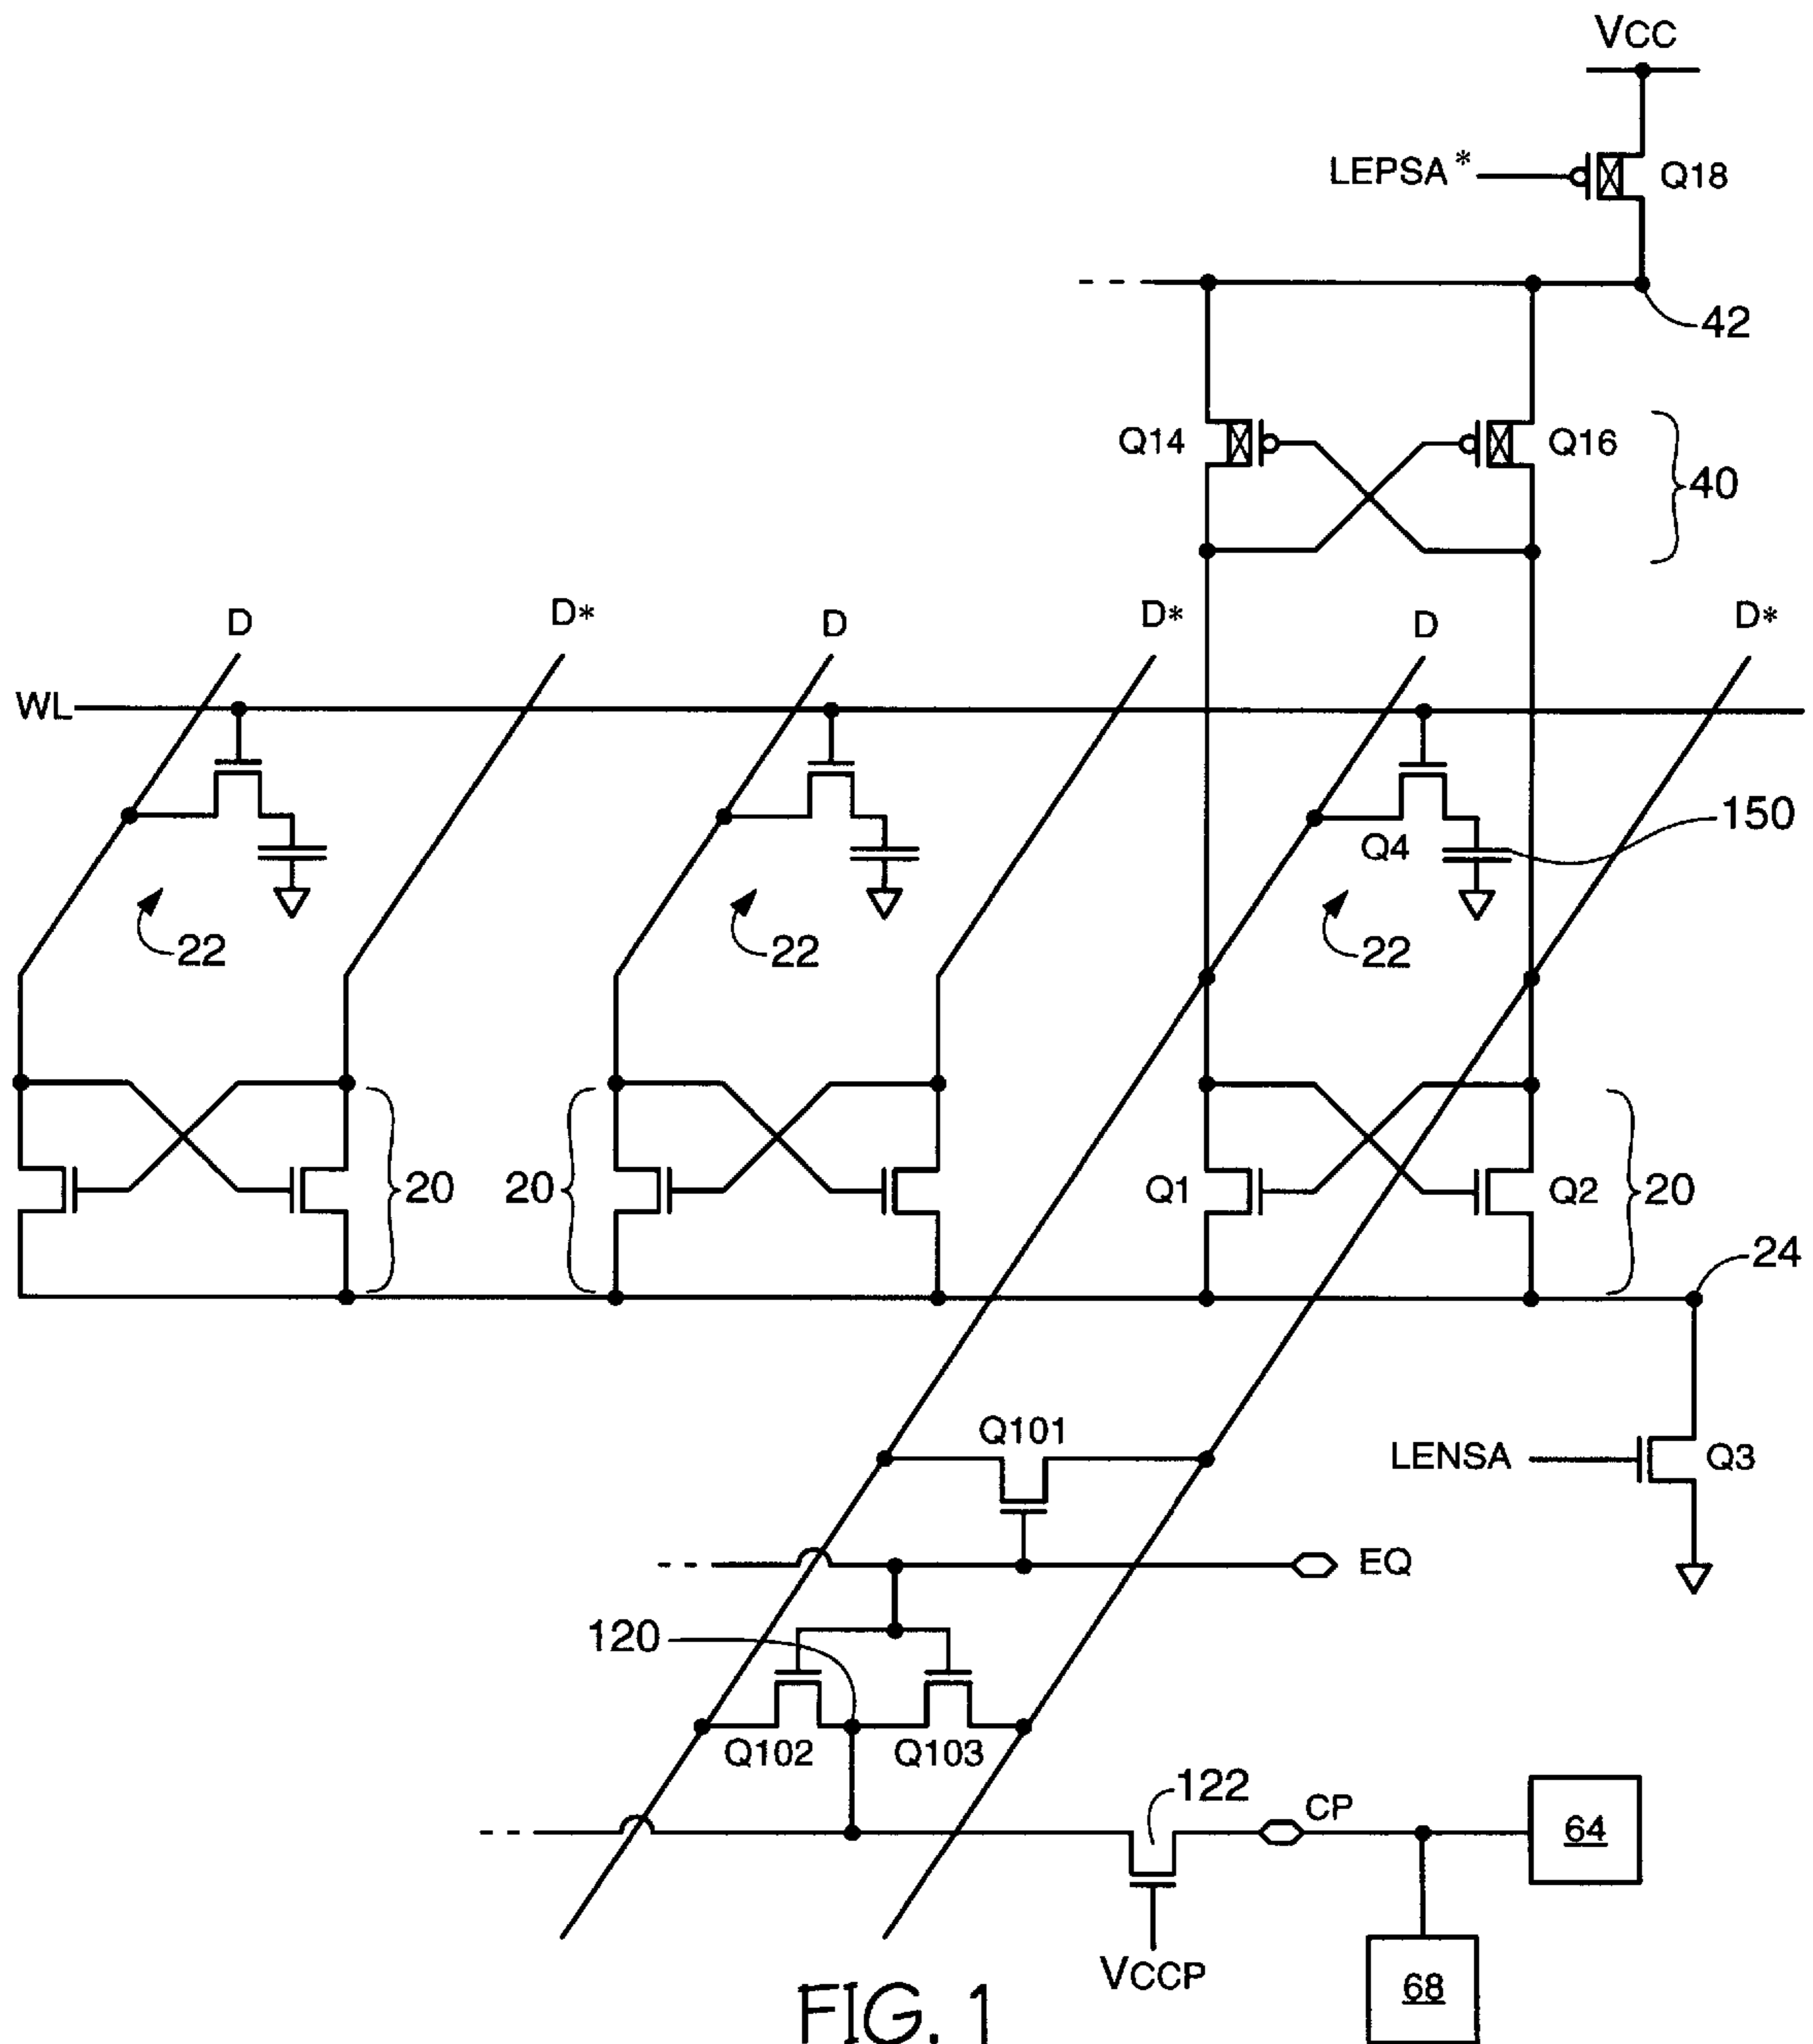 VCC
LEPSA*
Q18
42
Q14
Q16
40
D
D*
D
D*
D
D*
WL
150
Q4
22
22
22
20
20
Q1
Q2
20
24
Q101
LENSA
Q3
EQ
120
Q102
Q103
122
CP
64
VCCP
68
FIG. 1